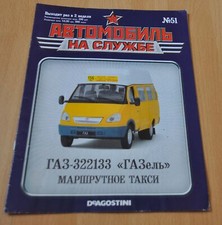 Выходит раз в 2 недели
№51
АВТОМОБИЛЬ
НА СЛУЖБЕ
ГАЗ-322133 «ГАЗель»
МАРШРУТНОЕ ТАКСИ
DeAGOSTINI